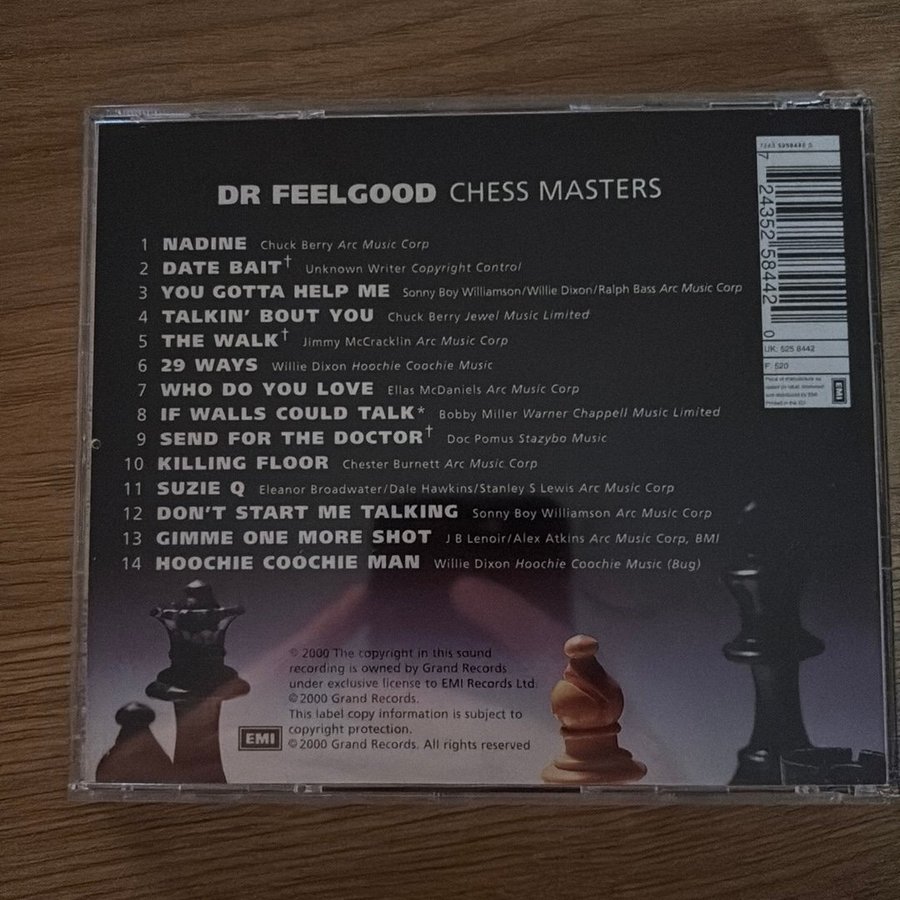 DR FEELGOOD CHESS MASTERS
1 NADINE Chuck Berry Arc Music Corp
2 DATE BAIT† Unknown Writer Copyright Control
3 YOU GOTTA HELP ME Sonny Boy Williamson/Willie Dixon/Ralph Bass Arc Music Corp
4 TALKIN' BOUT YOU Chuck Berry Jewel Music Limited
5 THE WALK† Jimmy McCracklin Arc Music Corp
6 29 WAYS Willie Dixon Hoochie Coochie Music
7 WHO DO YOU LOVE Ellas McDaniels Arc Music Corp
8 IF WALLS COULD TALK* Bobby Miller Warner Chappell Music Limited
9 SEND FOR THE DOCTOR† Doc Pomus Stazybo Music
10 KILLING FLOOR Chester Burnett Arc Music Corp
11 SUZIE Q Eleanor Broadwater/Dale Hawkins/Stanley S Lewis Arc Music Corp
12 DON'T START ME TALKING Sonny Boy Williamson Arc Music Corp
13 GIMME ONE MORE SHOT J B Lenoir/Alex Atkins Arc Music Corp, BMI
14 HOOCHIE COOCHIE MAN Willie Dixon Hoochie Coochie Music (Bug)
7 24352 58442 0
UK: 525 8442
F: 520
EMI
℗ 2000 The copyright in this sound
recording is owned by Grand Records
under exclusive license to EMI Records Ltd
© 2000 Grand Records.
This label copy information is subject to
copyright protection.
© 2000 Grand Records. All rights reserved
EMI